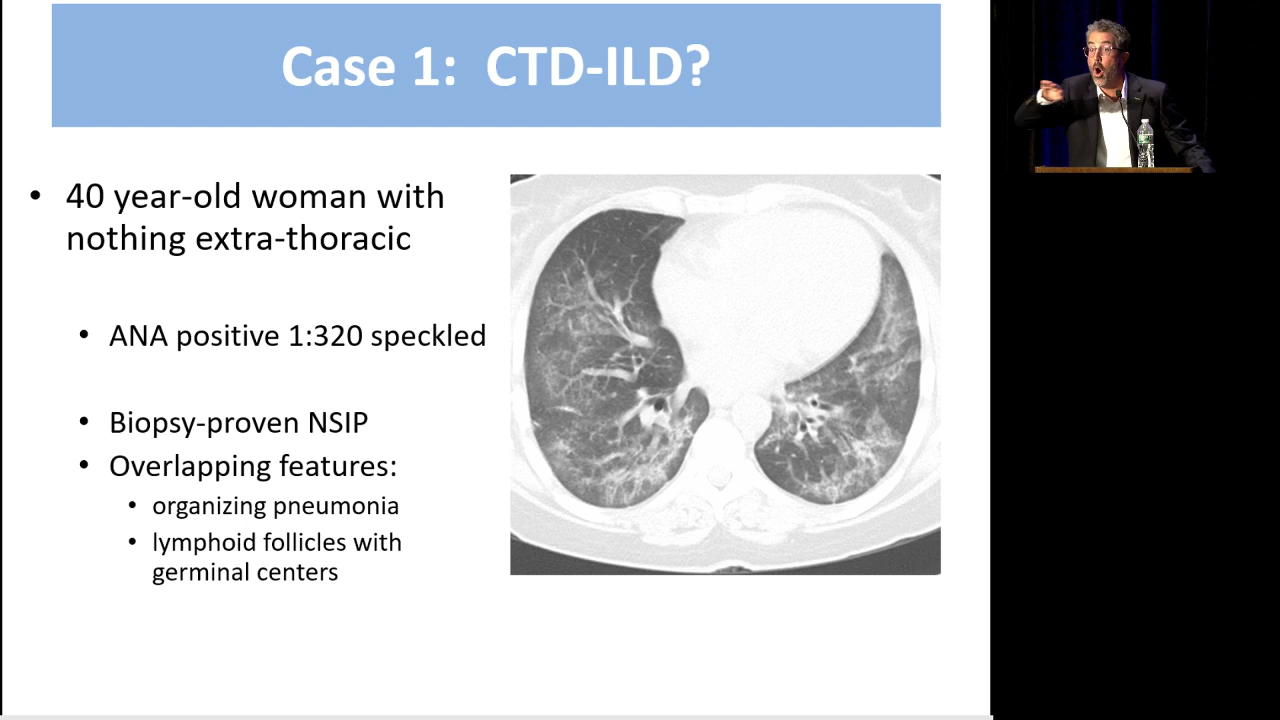 Case 1: CTD-ILD?
• 40 year-old woman with
nothing extra-thoracic
• ANA positive 1:320 speckled
• Biopsy-proven NSIP
• Overlapping features:
• organizing pneumonia
• lymphoid follicles with
germinal centers